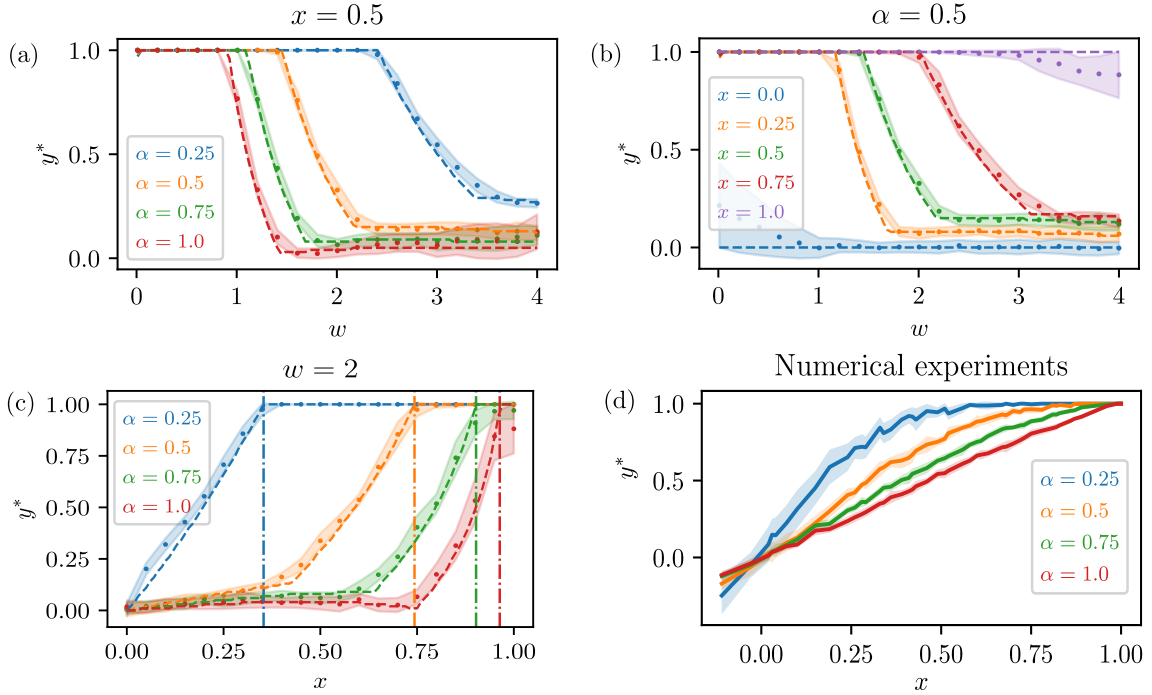 x = 0.5
(a)
y*
1.0
0.5
0.0
α = 0.25
α = 0.5
α = 0.75
α = 1.0
0 1 2 3 4
w
α = 0.5
(b)
y*
1.0
0.5
0.0
x = 0.0
x = 0.25
x = 0.5
x = 0.75
x = 1.0
0 1 2 3 4
w
w = 2
(c)
y*
1.00
0.75
0.50
0.25
0.00
α = 0.25
α = 0.5
α = 0.75
α = 1.0
0.00 0.25 0.50 0.75 1.00
x
Numerical experiments
(d)
y*
1.0
0.5
0.0
α = 0.25
α = 0.5
α = 0.75
α = 1.0
0.00 0.25 0.50 0.75 1.00
x